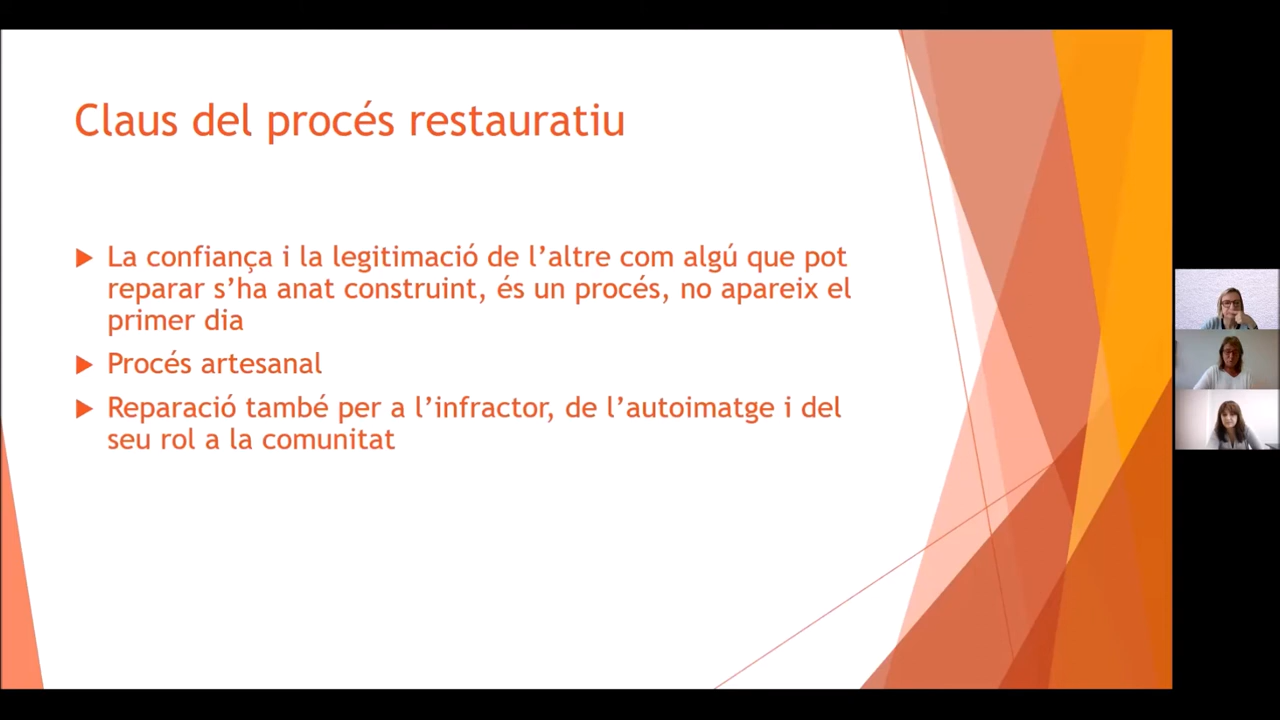 Claus del procés restauratiu
La confiança i la legitimació de l’altre com algú que pot
reparar s’ha anat construint, és un procés, no apareix el
primer dia
Procés artesanal
Reparació també per a l’infractor, de l’autoimatge i del
seu rol a la comunitat